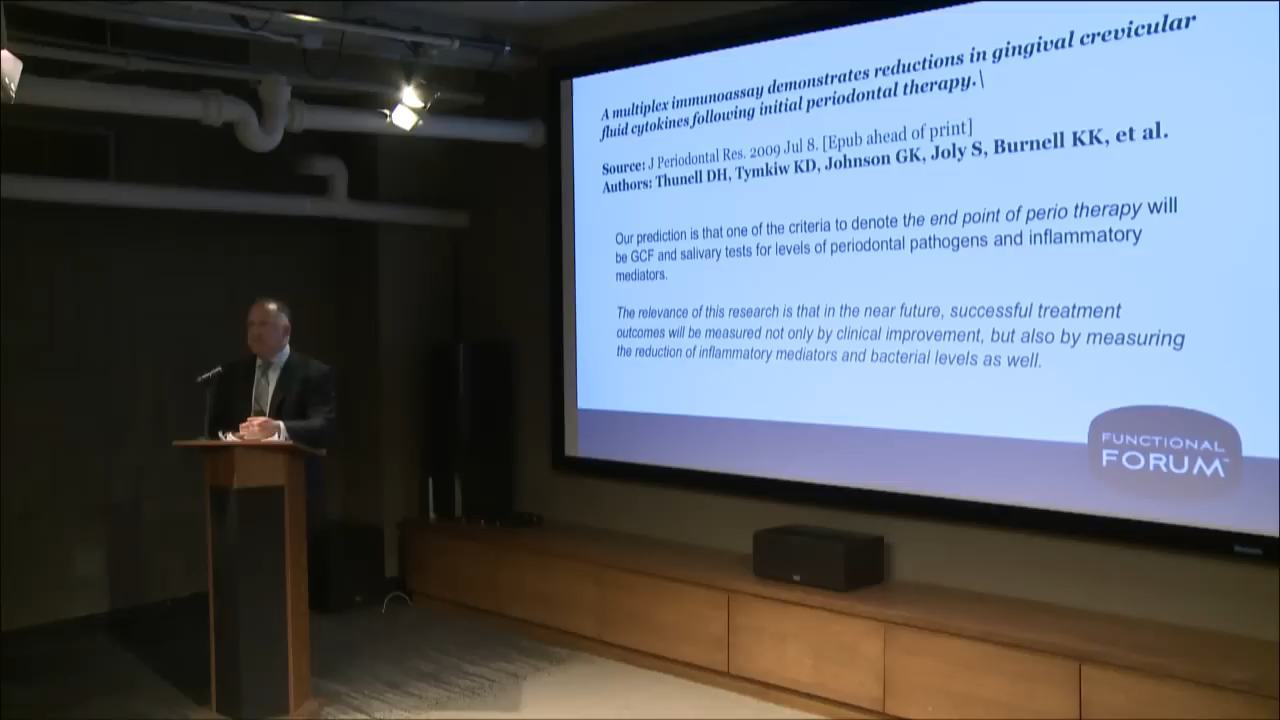 A multiplex immunoassay demonstrates reductions in gingival crevicular
fluid cytokines following initial periodontal therapy.\
Source: J Periodontal Res. 2009 Jul 8. [Epub ahead of print]
Authors: Thunell DH, Tymkiw KD, Johnson GK, Joly S, Burnell KK, et al.
Our prediction is that one of the criteria to denote the end point of perio therapy will
be GCF and salivary tests for levels of periodontal pathogens and inflammatory
mediators.
The relevance of this research is that in the near future, successful treatment
outcomes will be measured not only by clinical improvement, but also by measuring
the reduction of inflammatory mediators and bacterial levels as well.
FUNCTIONAL
FORUM™